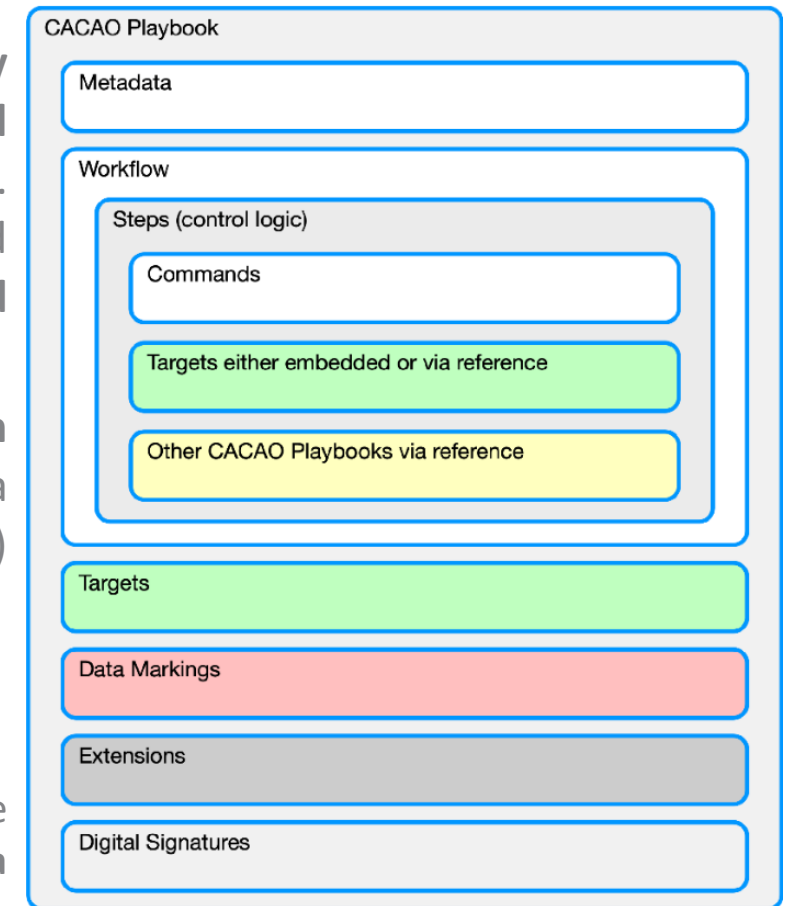 CACAO Playbook
Metadata
Workflow
Steps (control logic)
Commands
Targets either embedded or via reference
Other CACAO Playbooks via reference
Targets
Data Markings
Extensions
Digital Signatures